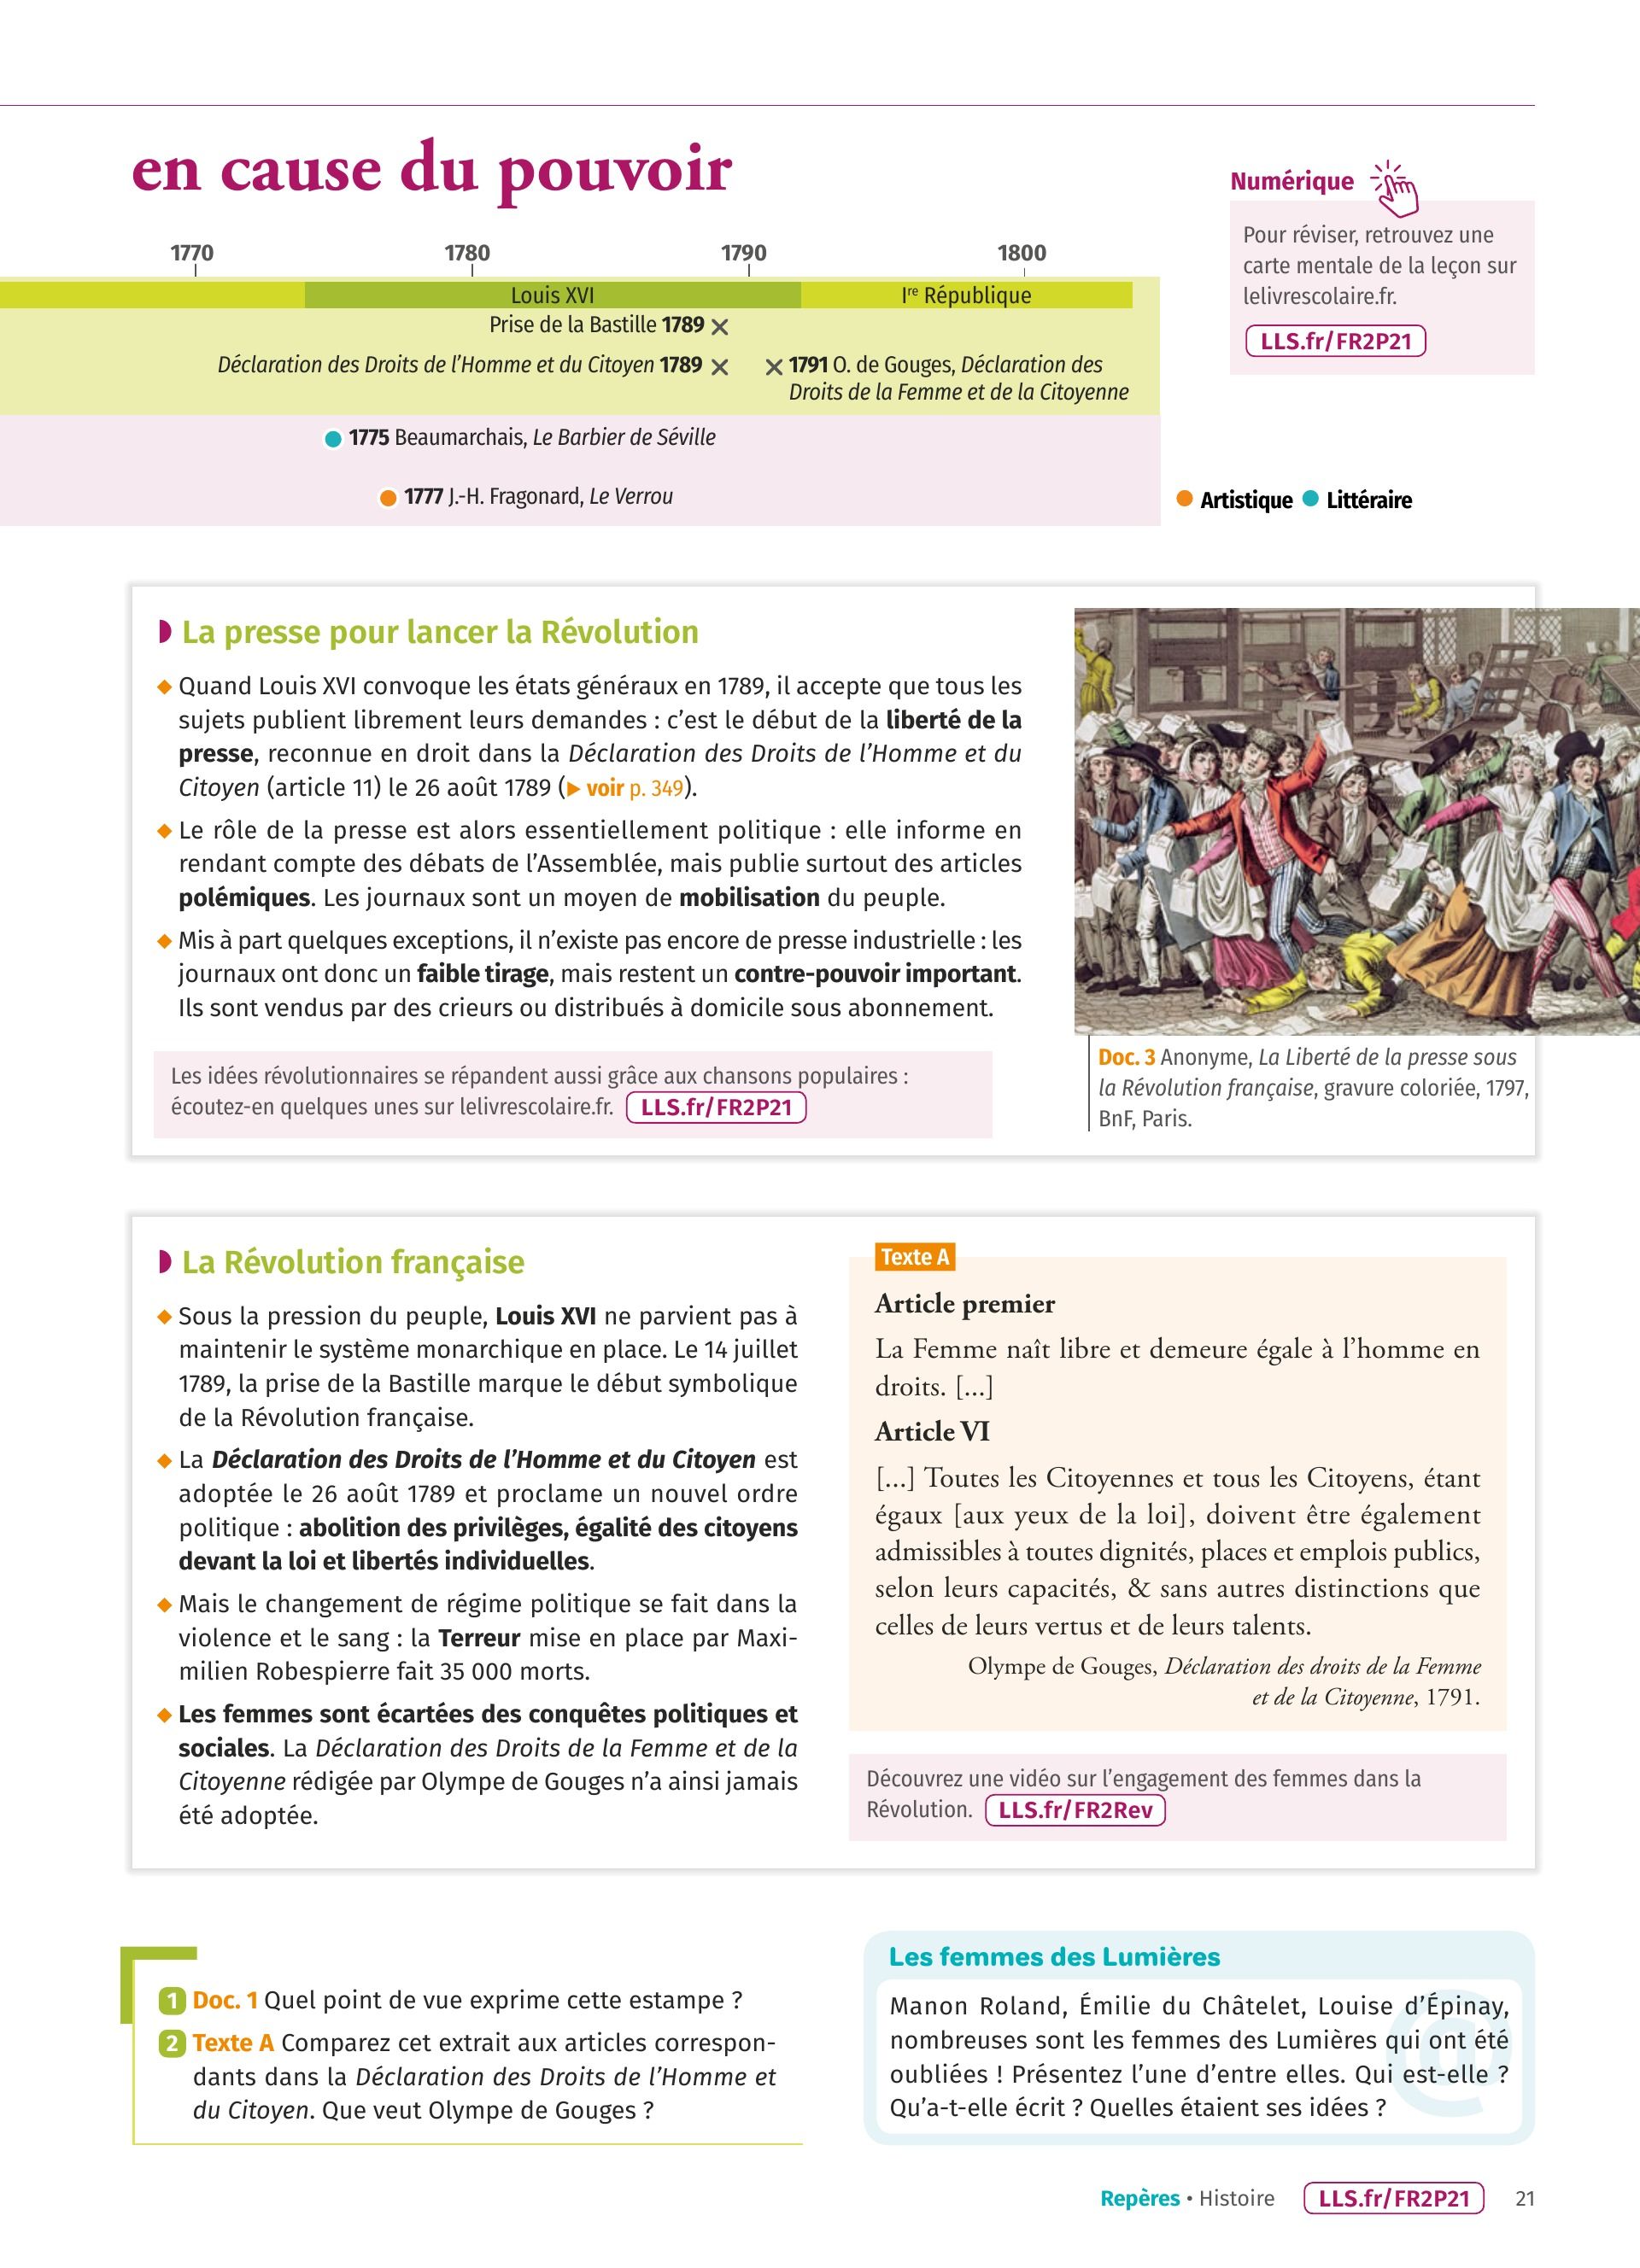 en cause du pouvoir
Numérique
Pour réviser, retrouvez une
carte mentale de la leçon sur
lelivrescolaire.fr.
LLS.fr/FR2P21
1770 1780 1790 1800
Louis XVI Iʳᵉ République
Prise de la Bastille 1789
Déclaration des Droits de l’Homme et du Citoyen 1789
1791 O. de Gouges, Déclaration des
Droits de la Femme et de la Citoyenne
1775 Beaumarchais, Le Barbier de Séville
1777 J.-H. Fragonard, Le Verrou
Artistique Littéraire
La presse pour lancer la Révolution
Quand Louis XVI convoque les états généraux en 1789, il accepte que tous les
sujets publient librement leurs demandes : c’est le début de la liberté de la
presse, reconnue en droit dans la Déclaration des Droits de l’Homme et du
Citoyen (article 11) le 26 août 1789 (▶ voir p. 349).
Le rôle de la presse est alors essentiellement politique : elle informe en
rendant compte des débats de l’Assemblée, mais publie surtout des articles
polémiques. Les journaux sont un moyen de mobilisation du peuple.
Mis à part quelques exceptions, il n’existe pas encore de presse industrielle : les
journaux ont donc un faible tirage, mais restent un contre-pouvoir important.
Ils sont vendus par des crieurs ou distribués à domicile sous abonnement.
Les idées révolutionnaires se répandent aussi grâce aux chansons populaires :
écoutez-en quelques unes sur lelivrescolaire.fr. LLS.fr/FR2P21
Doc. 3 Anonyme, La Liberté de la presse sous
la Révolution française, gravure coloriée, 1797,
BnF, Paris.
La Révolution française
Sous la pression du peuple, Louis XVI ne parvient pas à
maintenir le système monarchique en place. Le 14 juillet
1789, la prise de la Bastille marque le début symbolique
de la Révolution française.
La Déclaration des Droits de l’Homme et du Citoyen est
adoptée le 26 août 1789 et proclame un nouvel ordre
politique : abolition des privilèges, égalité des citoyens
devant la loi et libertés individuelles.
Mais le changement de régime politique se fait dans la
violence et le sang : la Terreur mise en place par Maxi-
milien Robespierre fait 35 000 morts.
Les femmes sont écartées des conquêtes politiques et
sociales. La Déclaration des Droits de la Femme et de la
Citoyenne rédigée par Olympe de Gouges n’a ainsi jamais
été adoptée.
Texte A
Article premier
La Femme naît libre et demeure égale à l’homme en
droits. [...]
Article VI
[...] Toutes les Citoyennes et tous les Citoyens, étant
égaux [aux yeux de la loi], doivent être également
admissibles à toutes dignités, places et emplois publics,
selon leurs capacités, & sans autres distinctions que
celles de leurs vertus et de leurs talents.
Olympe de Gouges, Déclaration des droits de la Femme
et de la Citoyenne, 1791.
Découvrez une vidéo sur l’engagement des femmes dans la
Révolution. LLS.fr/FR2Rev
1 Doc. 1 Quel point de vue exprime cette estampe ?
2 Texte A Comparez cet extrait aux articles correspon-
dants dans la Déclaration des Droits de l’Homme et
du Citoyen. Que veut Olympe de Gouges ?
Les femmes des Lumières
Manon Roland, Émilie du Châtelet, Louise d’Épinay,
nombreuses sont les femmes des Lumières qui ont été
oubliées ! Présentez l’une d’entre elles. Qui est-elle ?
Qu’a-t-elle écrit ? Quelles étaient ses idées ?
Repères • Histoire LLS.fr/FR2P21 21